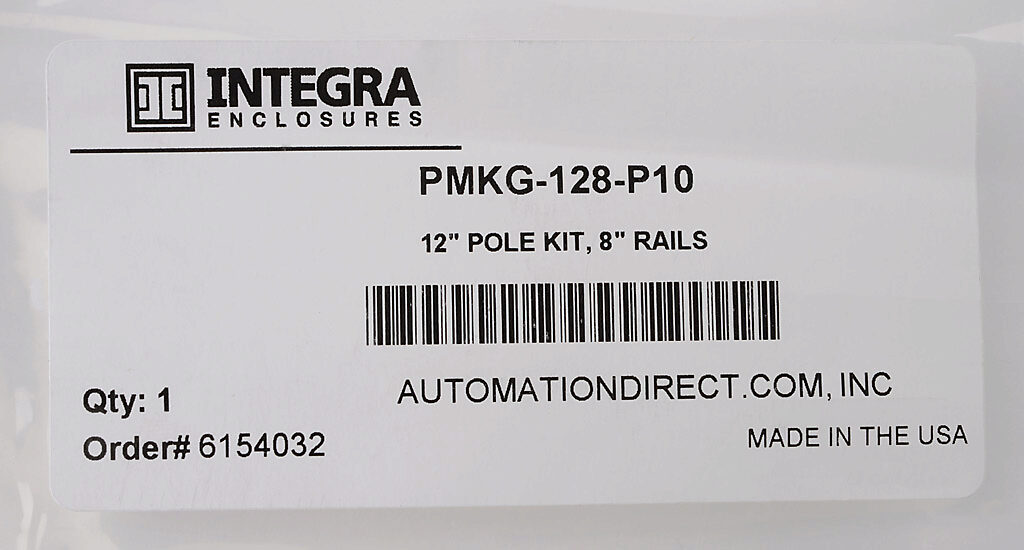 INTEGRA
ENCLOSURES
PMKG-128-P10
12" POLE KIT, 8" RAILS
AUTOMATIONDIRECT.COM, INC
Qty: 1
Order# 6154032
MADE IN THE USA